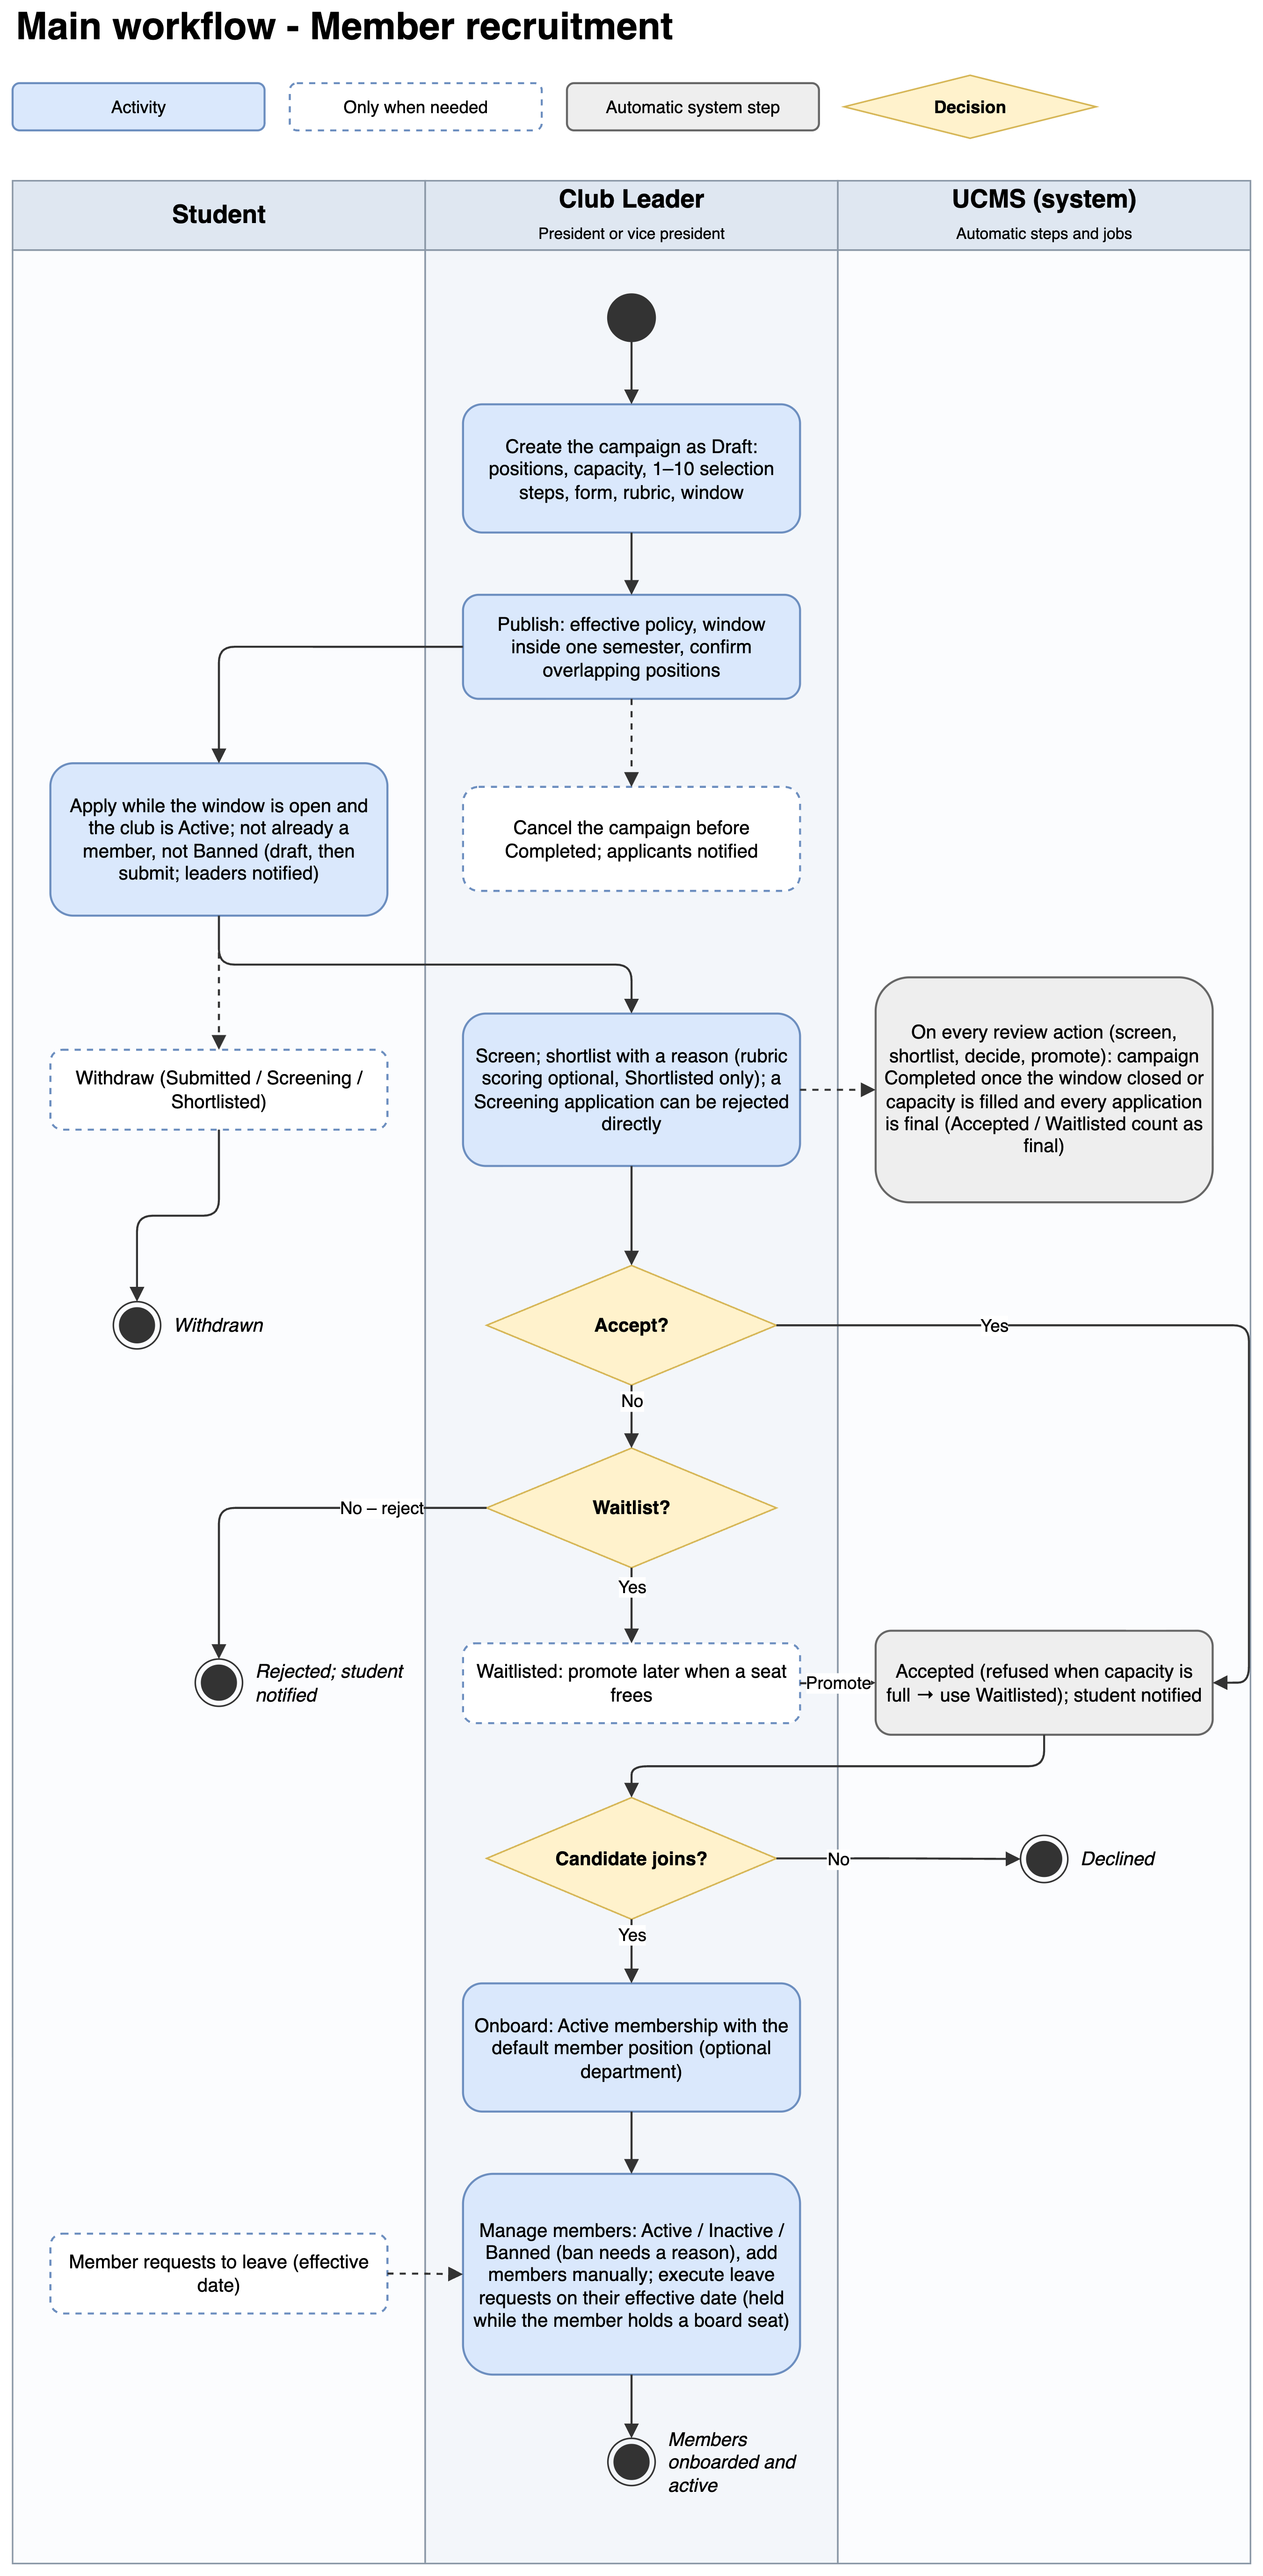 Main workflow - Member recruitment
Activity
Only when needed
Automatic system step
Decision
Student
Club Leader
President or vice president
UCMS (system)
Automatic steps and jobs
Create the campaign as Draft:
positions, capacity, 1–10 selection
steps, form, rubric, window
Publish: effective policy, window
inside one semester, confirm
overlapping positions
Apply while the window is open and
the club is Active; not already a
member, not Banned (draft, then
submit; leaders notified)
Cancel the campaign before
Completed; applicants notified
Withdraw (Submitted / Screening /
Shortlisted)
Screen; shortlist with a reason (rubric
scoring optional, Shortlisted only); a
Screening application can be rejected
directly
On every review action (screen,
shortlist, decide, promote): campaign
Completed once the window closed or
capacity is filled and every application
is final (Accepted / Waitlisted count as
final)
Withdrawn
Accept?
Yes
No
Waitlist?
No – reject
Yes
Rejected; student
notified
Waitlisted: promote later when a seat
frees
Promote
Accepted (refused when capacity is
full → use Waitlisted); student notified
Candidate joins?
No
Declined
Yes
Onboard: Active membership with the
default member position (optional
department)
Member requests to leave (effective
date)
Manage members: Active / Inactive /
Banned (ban needs a reason), add
members manually; execute leave
requests on their effective date (held
while the member holds a board seat)
Members
onboarded and
active